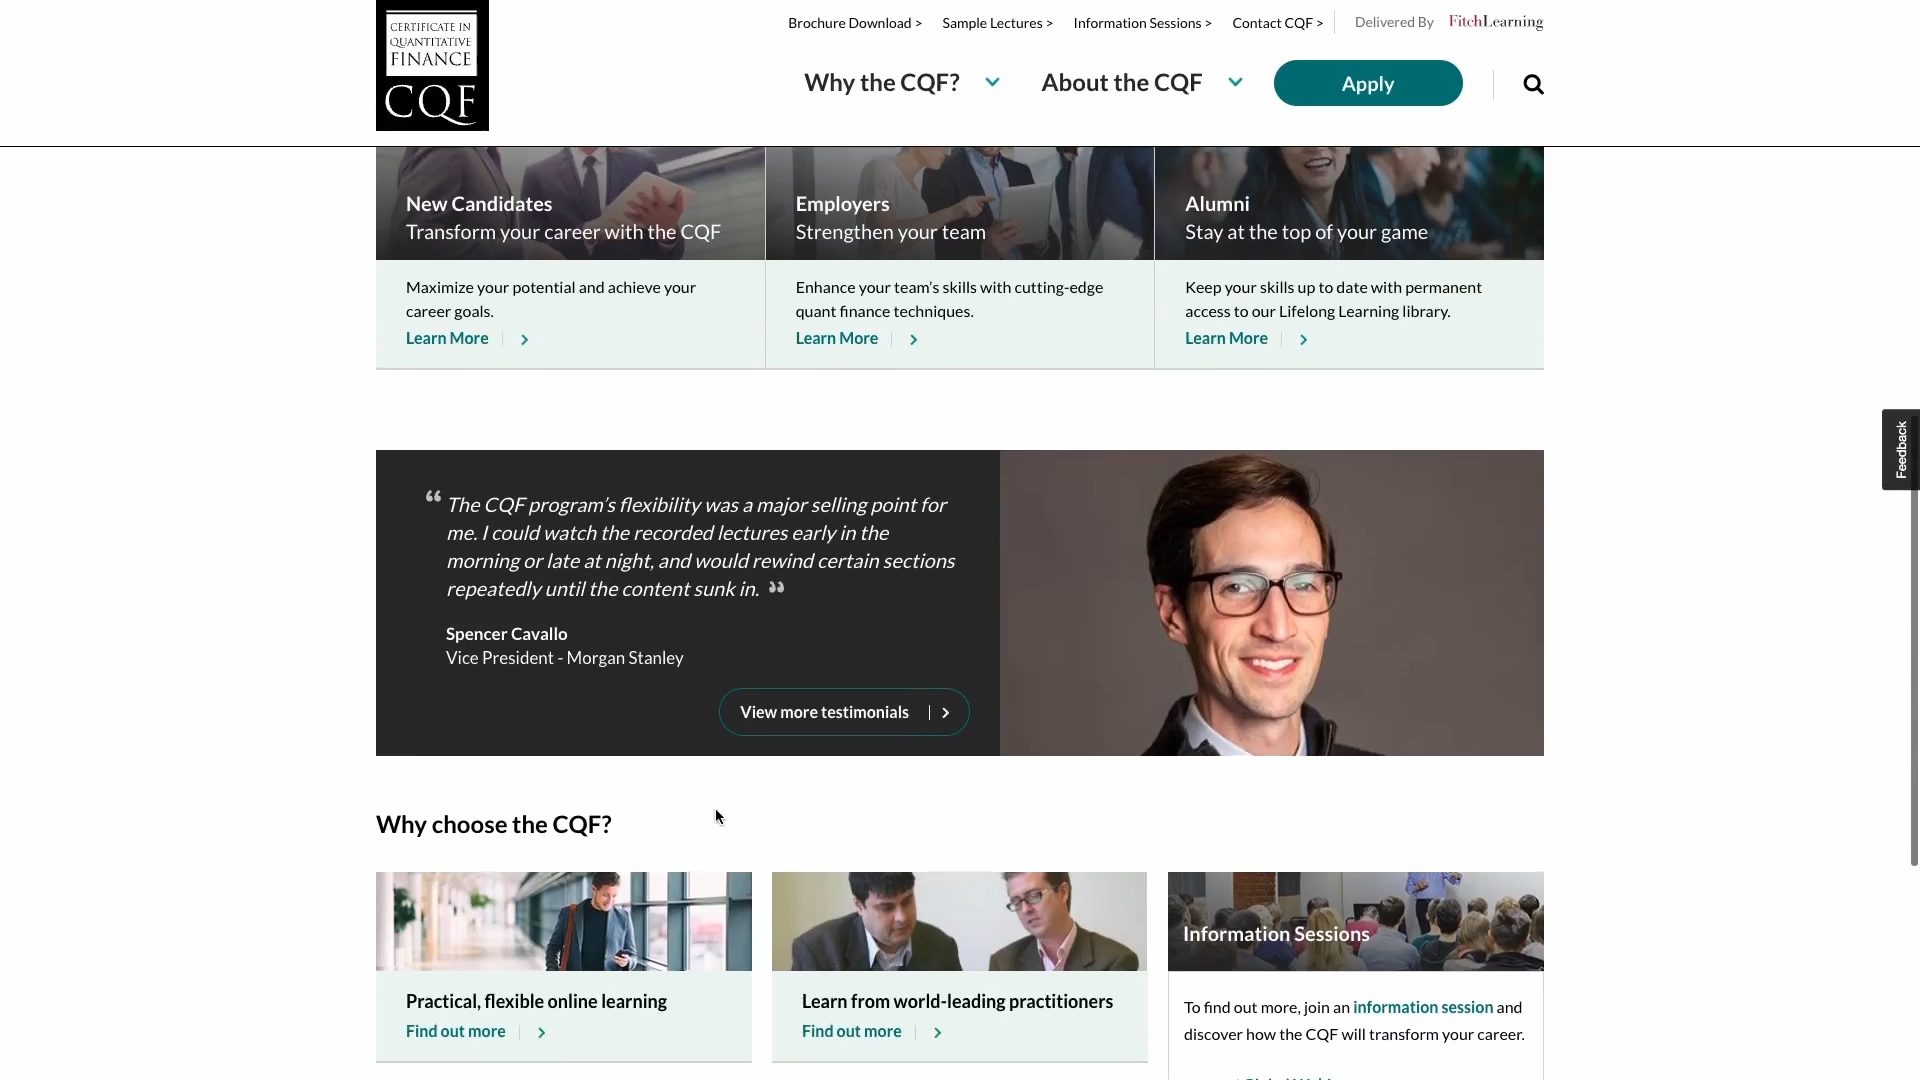 CERTIFICATE IN
QUANTITATIVE
FINANCE
CQF
Brochure Download >
Sample Lectures >
Information Sessions >
Contact CQF >
Delivered By
FitchLearning
Why the CQF?
About the CQF
Apply
New Candidates
Transform your career with the CQF
Maximize your potential and achieve your
career goals.
Learn More
Employers
Strengthen your team
Enhance your team’s skills with cutting-edge
quant finance techniques.
Learn More
Alumni
Stay at the top of your game
Keep your skills up to date with permanent
access to our Lifelong Learning library.
Learn More
Feedback
“ The CQF program’s flexibility was a major selling point for
me. I could watch the recorded lectures early in the
morning or late at night, and would rewind certain sections
repeatedly until the content sunk in. ”
Spencer Cavallo
Vice President - Morgan Stanley
View more testimonials
Why choose the CQF?
Practical, flexible online learning
Find out more
Learn from world-leading practitioners
Find out more
Information Sessions
To find out more, join an information session and
discover how the CQF will transform your career.